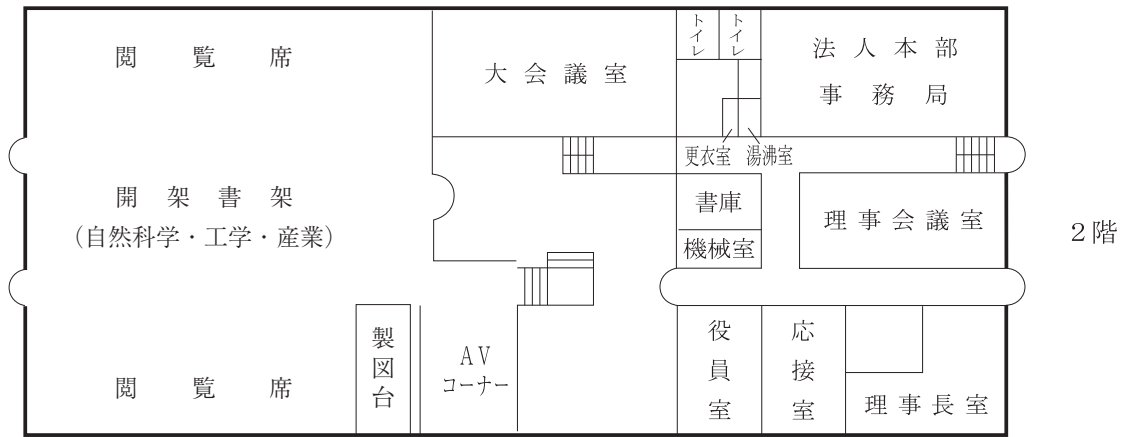 閲覧席
大会議室
トイレ
トイレ
法人本部
事務局
更衣室
湯沸室
開架書架
（自然科学・工学・産業）
書庫
機械室
理事会議室
2階
製図台
AV
コーナー
閲覧席
役員室
応接室
理事長室